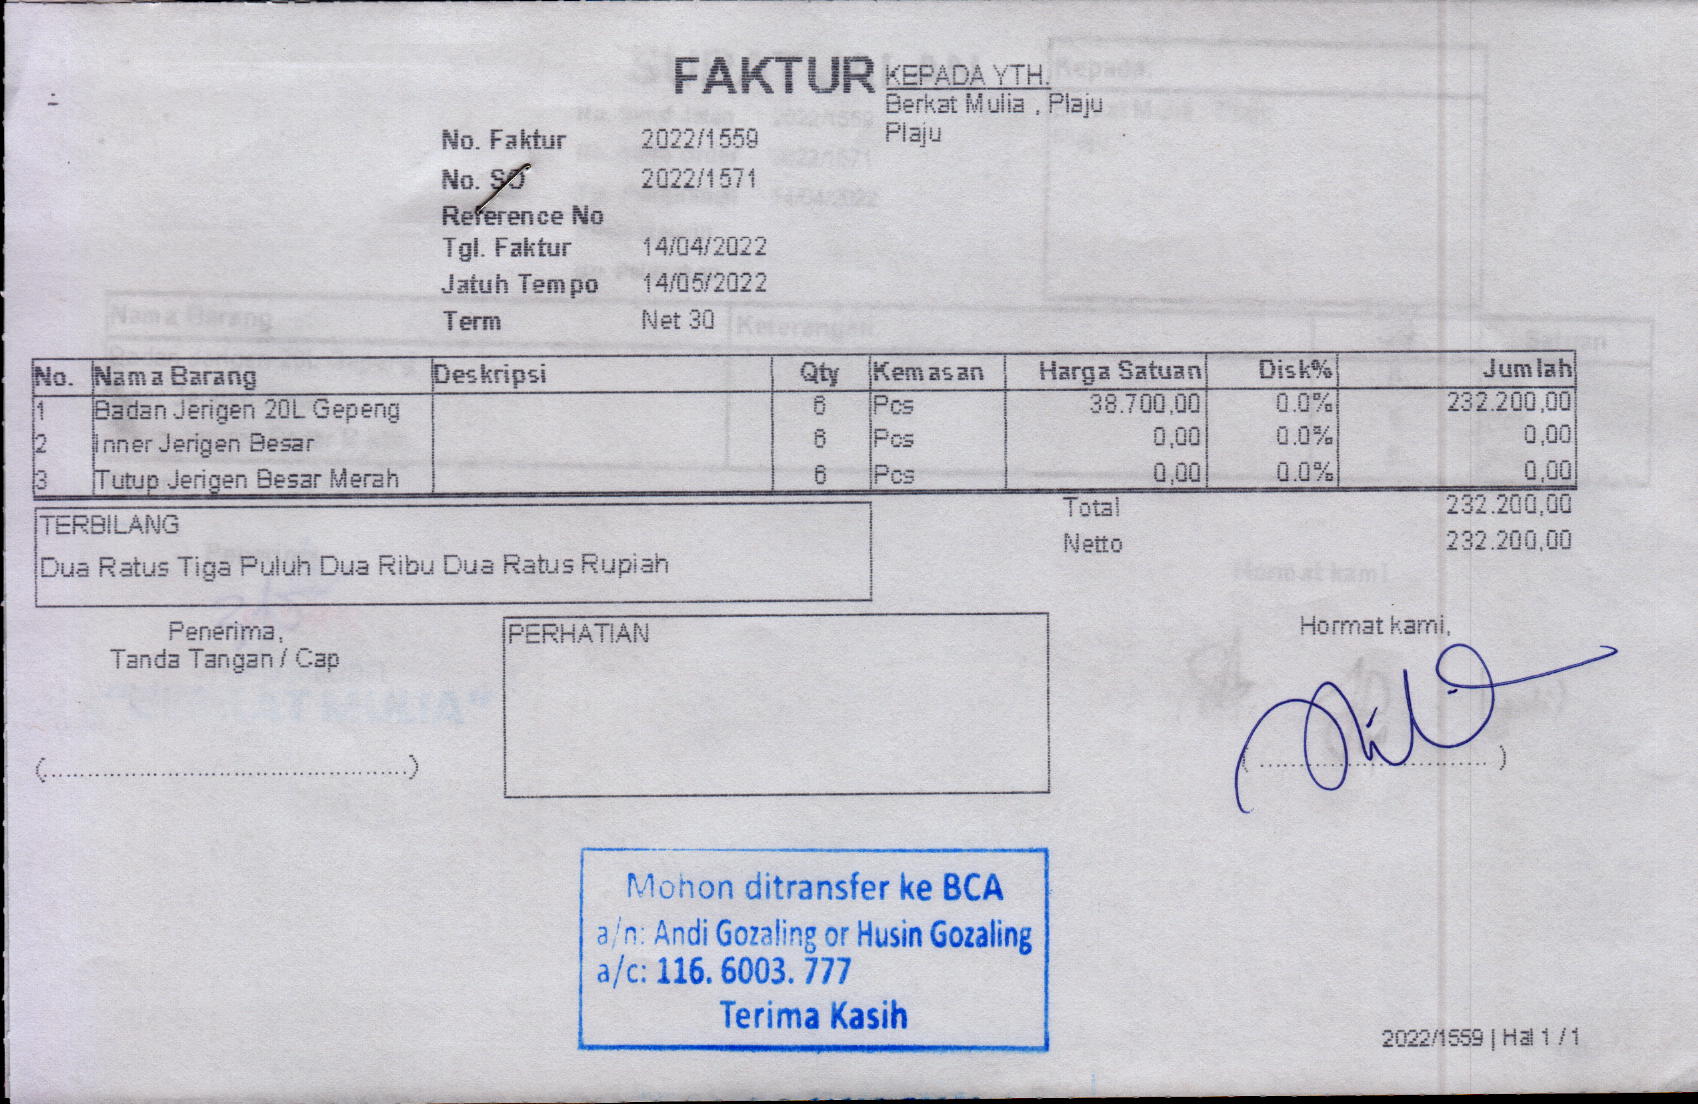 FAKTUR
KEPADA YTH.
Berkat Mulia , Plaju
Plaju
No. Faktur 2022/1559
No. SO 2022/1571
Reference No
Tgl. Faktur 14/04/2022
Jatuh Tempo 14/05/2022
Term Net 30
No. Nama Barang Deskripsi Qty Kemasan Harga Satuan Disk% Jumlah
1 Badan Jerigen 20L Gepeng 6 Pcs 38.700,00 0.0% 232.200,00
2 Inner Jerigen Besar 6 Pcs 0,00 0.0% 0,00
3 Tutup Jerigen Besar Merah 6 Pcs 0,00 0.0% 0,00
Total 232.200,00
Netto 232.200,00
TERBILANG
Dua Ratus Tiga Puluh Dua Ribu Dua Ratus Rupiah
Penerima,
Tanda Tangan / Cap
PERHATIAN
Hormat kami,
Mohon ditransfer ke BCA
a/n: Andi Gozaling or Husin Gozaling
a/c: 116. 6003. 777
Terima Kasih
2022/1559 | Hal 1 / 1